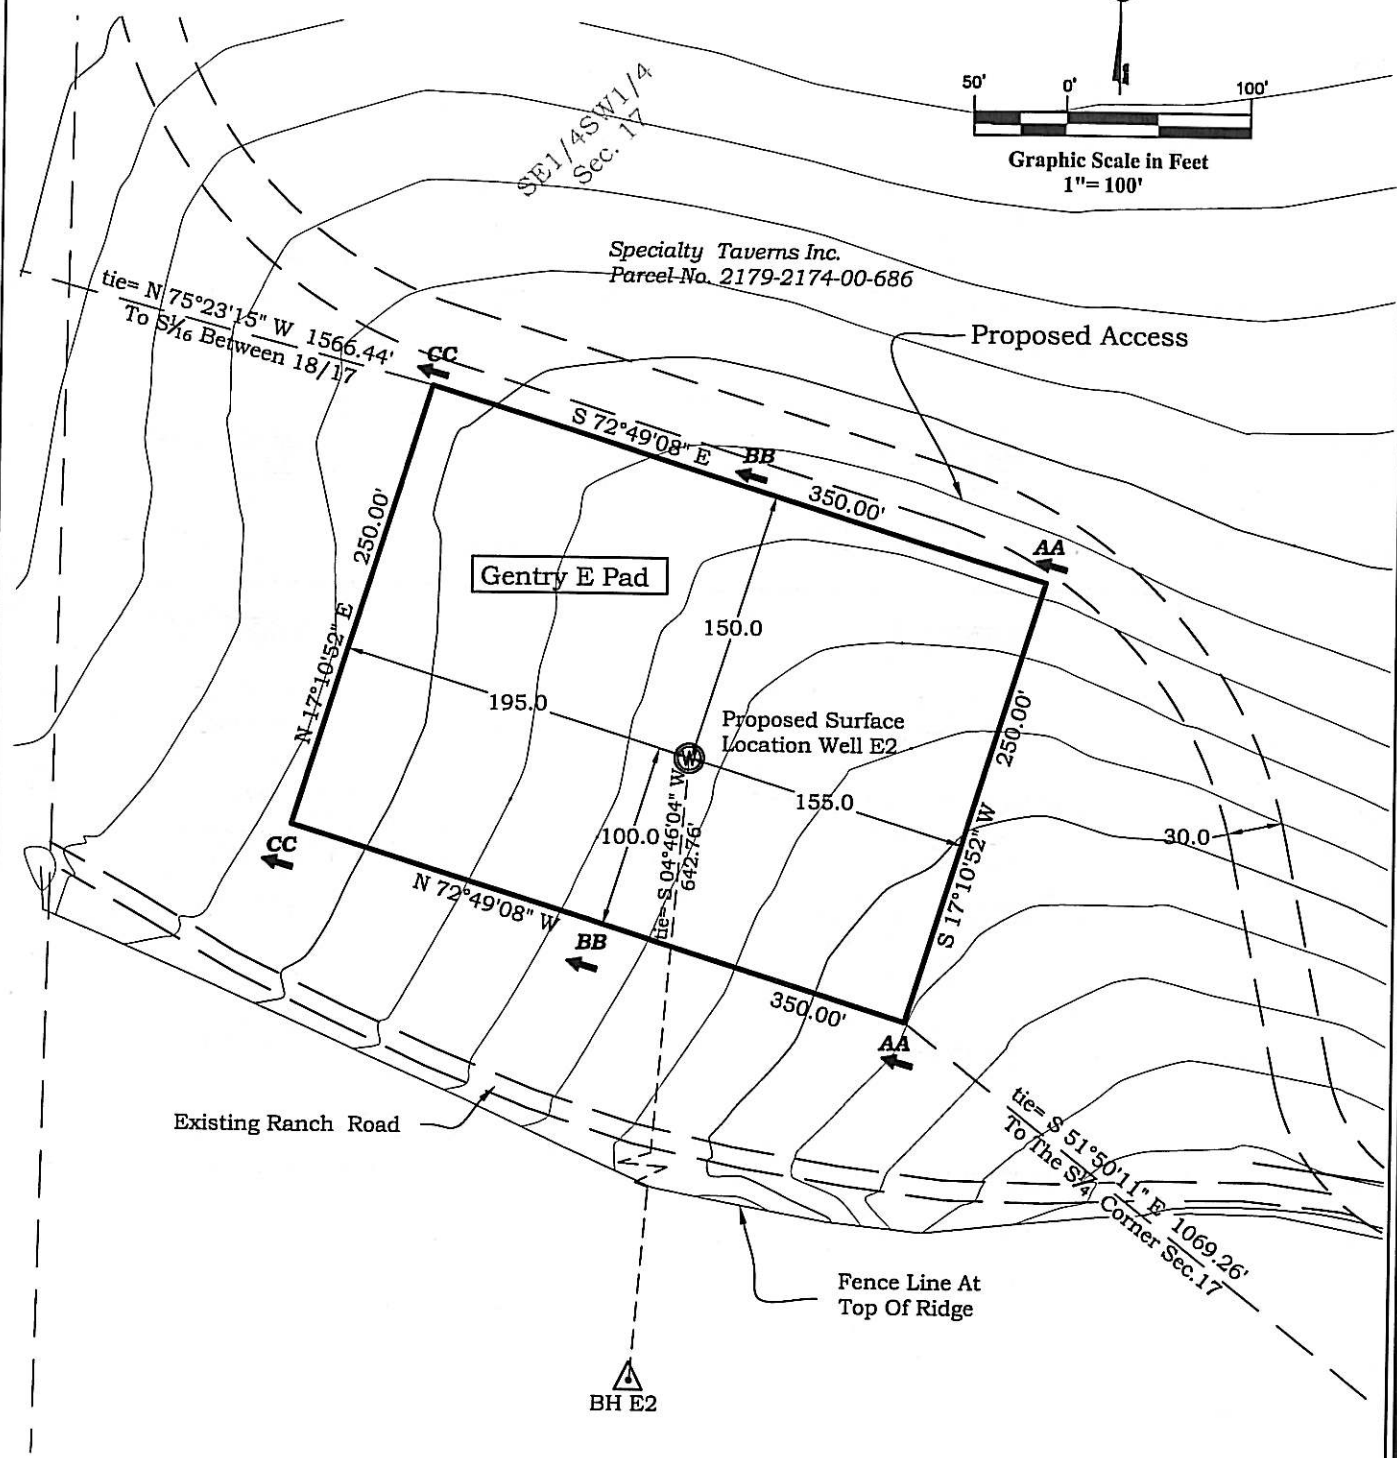 50' 0' 100'
Graphic Scale in Feet
1"= 100'
SE1/4SW1/4
Sec. 17
Specialty Taverns Inc.
Parcel No. 2179-2174-00-686
tie= N 75°23'15" W 1566.44'
To S1/16 Between 18/17
Proposed Access
CC
S 72°49'08" E
BB
350.00'
AA
250.00'
Gentry E Pad
150.0
N 17°10'52" E
195.0
Proposed Surface
Location Well E2
W
250.00'
155.0
100.0
tie= S 04°46'04" W
642.76'
30.0
S 17°10'52" W
CC
N 72°49'08" W
BB
350.00'
AA
Existing Ranch Road
tie= S 51°50'11" E 1069.26'
To The S1/4 Corner Sec.17
Fence Line At
Top Of Ridge
BH E2